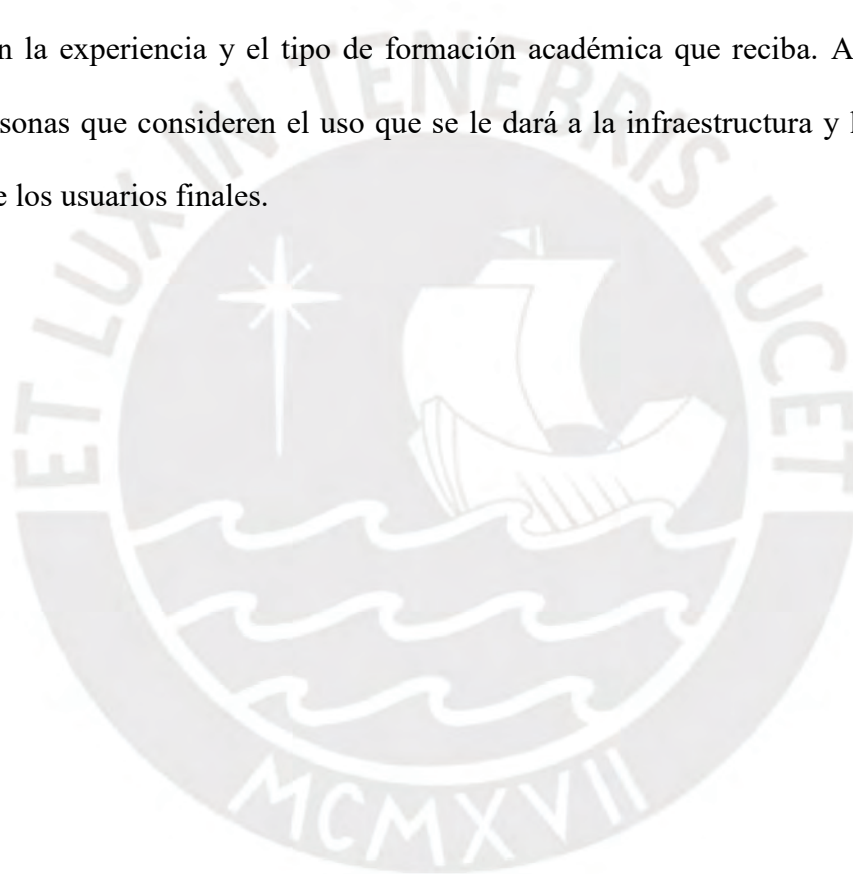 n la experiencia y el tipo de formación académica que reciba. A
sonas que consideren el uso que se le dará a la infraestructura y l
e los usuarios finales.
ET LUX IN TENEBRIS LUCET
MCMXVII